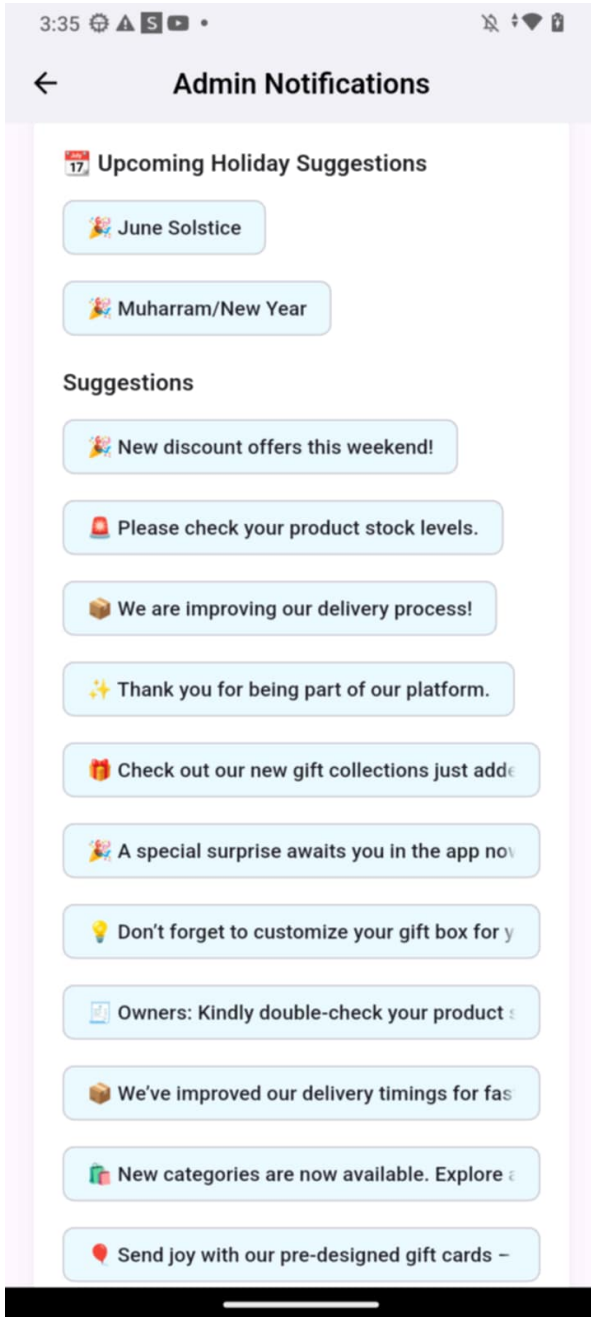 3:35
Admin Notifications
📅 Upcoming Holiday Suggestions
🎉 June Solstice
🎉 Muharram/New Year
Suggestions
🎉 New discount offers this weekend!
🚨 Please check your product stock levels.
📦 We are improving our delivery process!
✨ Thank you for being part of our platform.
🎁 Check out our new gift collections just adde
🎉 A special surprise awaits you in the app now
💡 Don’t forget to customize your gift box for y
🧾 Owners: Kindly double-check your product s
📦 We’ve improved our delivery timings for fas
🛍️ New categories are now available. Explore a
🎈 Send joy with our pre-designed gift cards –